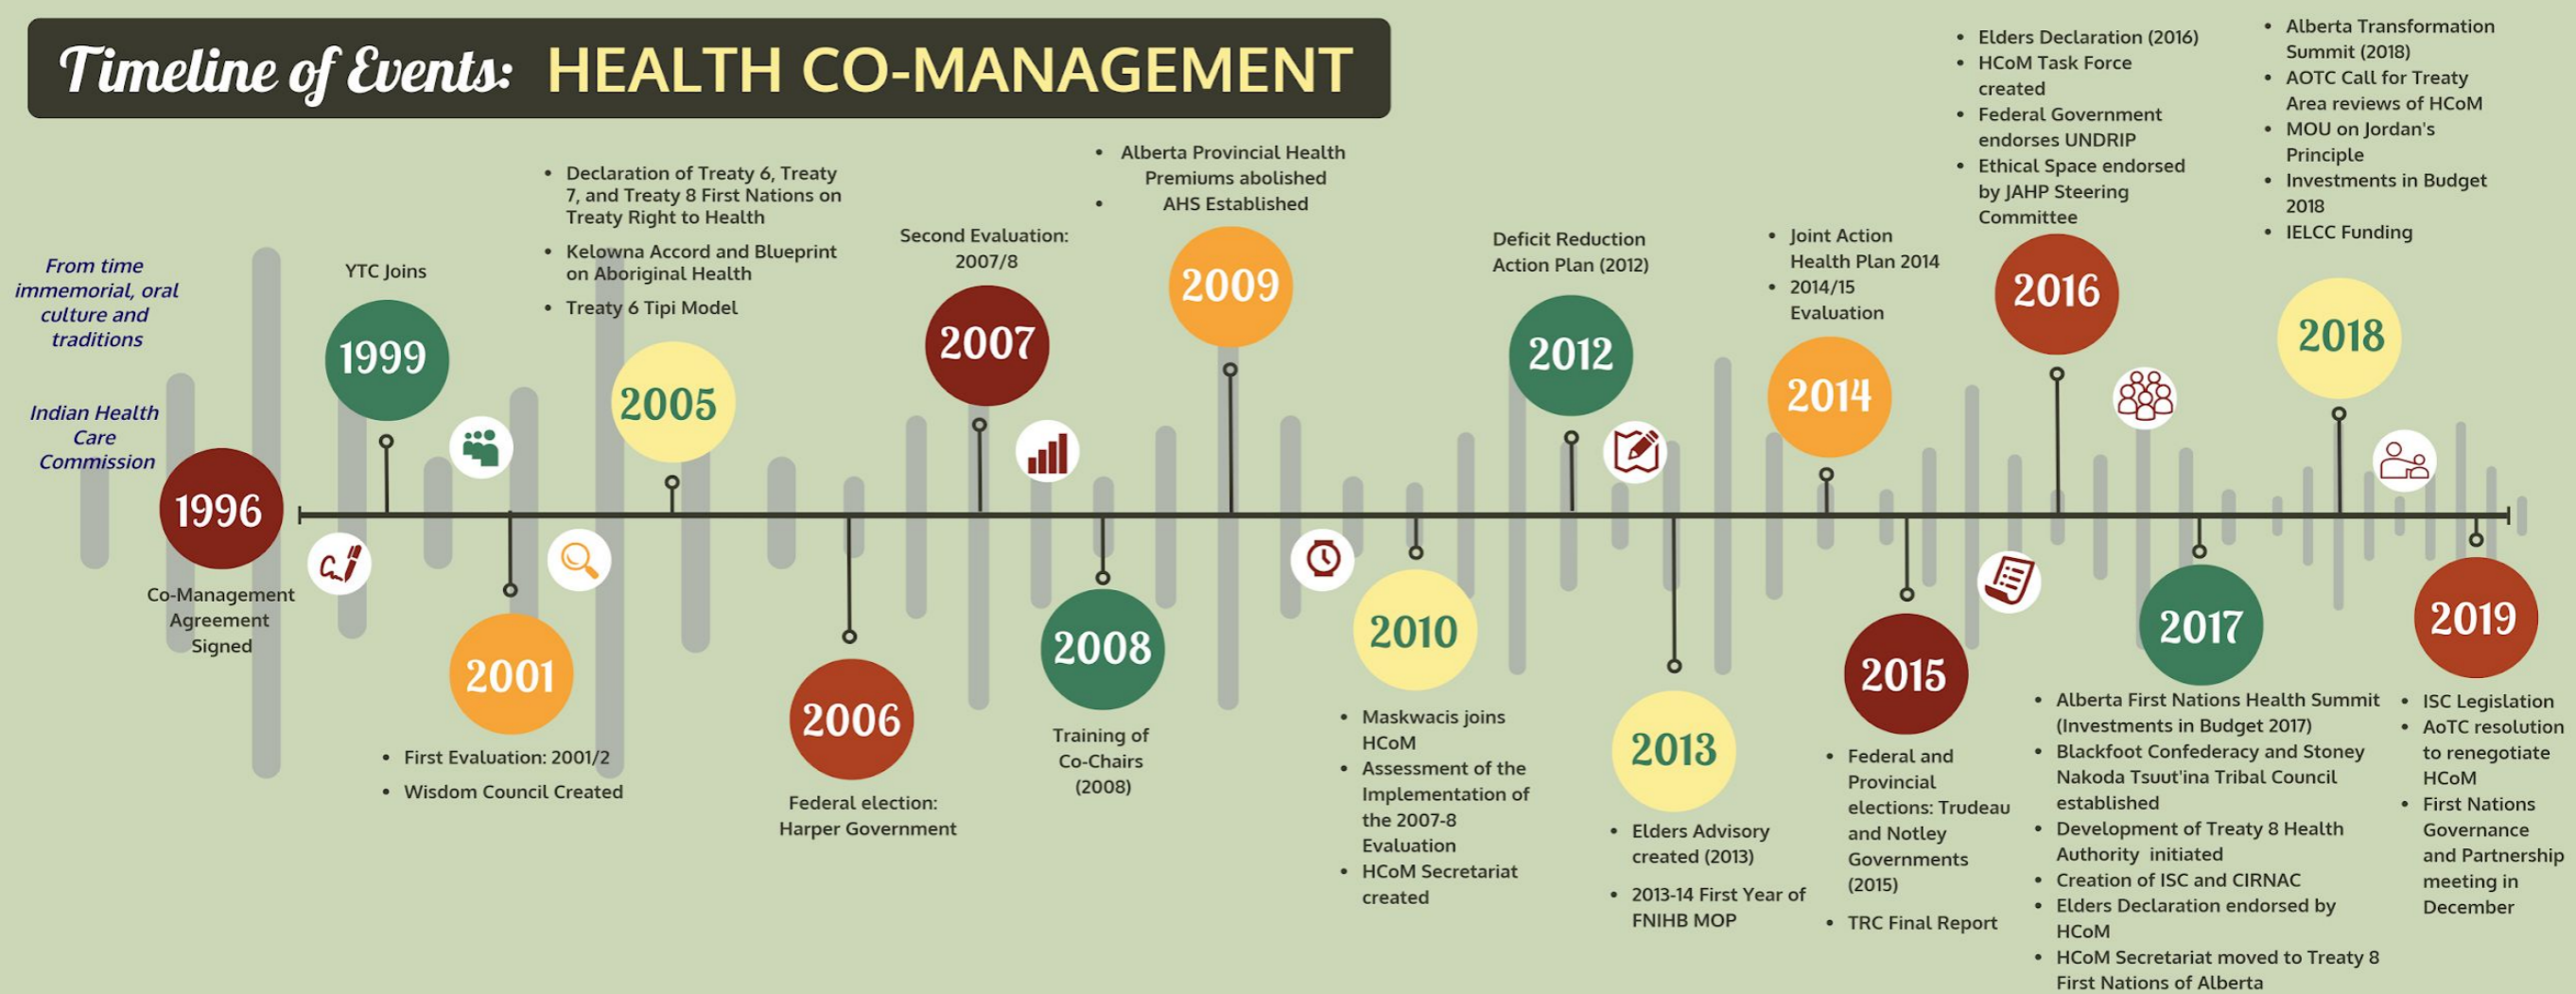 Timeline of Events: HEALTH CO-MANAGEMENT
From time
immemorial, oral
culture and
traditions
Indian Health
Care
Commission
1996
Co-Management
Agreement
Signed
YTC Joins
1999
2001
• First Evaluation: 2001/2
• Wisdom Council Created
• Declaration of Treaty 6, Treaty
7, and Treaty 8 First Nations on
Treaty Right to Health
• Kelowna Accord and Blueprint
on Aboriginal Health
• Treaty 6 Tipi Model
2005
2006
Federal election:
Harper Government
Second Evaluation:
2007/8
2007
2008
Training of
Co-Chairs
(2008)
• Alberta Provincial Health
Premiums abolished
• AHS Established
2009
2010
• Maskwacis joins
HCoM
• Assessment of the
Implementation of
the 2007-8
Evaluation
• HCoM Secretariat
created
Deficit Reduction
Action Plan (2012)
2012
2013
• Elders Advisory
created (2013)
• 2013-14 First Year of
FNIHB MOP
• Joint Action
Health Plan 2014
• 2014/15
Evaluation
2014
2015
• Federal and
Provincial
elections: Trudeau
and Notley
Governments
(2015)
• TRC Final Report
• Elders Declaration (2016)
• HCoM Task Force
created
• Federal Government
endorses UNDRIP
• Ethical Space endorsed
by JAHP Steering
Committee
2016
2017
• Alberta First Nations Health Summit
(Investments in Budget 2017)
• Blackfoot Confederacy and Stoney
Nakoda Tsuut'ina Tribal Council
established
• Development of Treaty 8 Health
Authority initiated
• Creation of ISC and CIRNAC
• Elders Declaration endorsed by
HCoM
• HCoM Secretariat moved to Treaty 8
First Nations of Alberta
• Alberta Transformation
Summit (2018)
• AOTC Call for Treaty
Area reviews of HCoM
• MOU on Jordan's
Principle
• Investments in Budget
2018
• IELCC Funding
2018
2019
• ISC Legislation
• AoTC resolution
to renegotiate
HCoM
• First Nations
Governance
and Partnership
meeting in
December